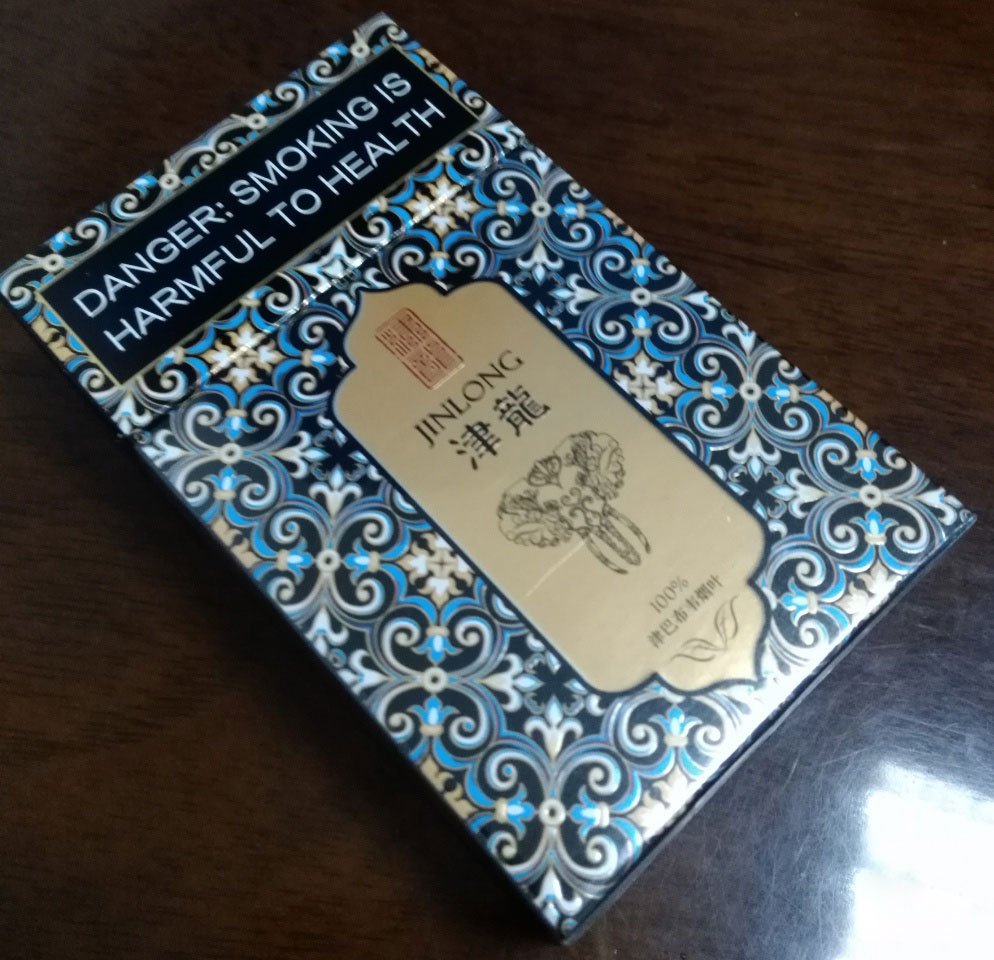 DANGER: SMOKING IS
HARMFUL TO HEALTH
JINLONG
津龍
100%
津巴布韦烟叶